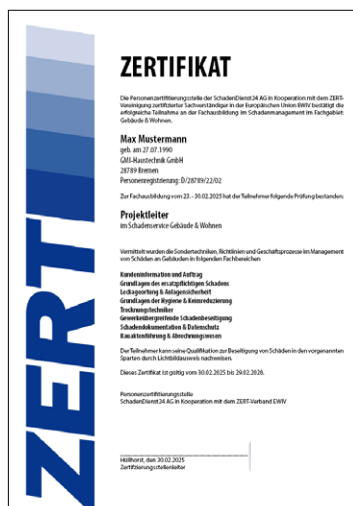 ZERT
ZERTIFIKAT
Die Personenzertifizierungsstelle der SchadenDienst24 AG in Kooperation mit dem ZERT-
Vereinigung zertifizierter Sachverständiger in der Europäischen Union EWIV bestätigt die
erfolgreiche Teilnahme an der Fachausbildung im Schadenmanagement im Fachgebiet:
Gebäude & Wohnen.
Max Mustermann
geb. am 27.07.1990
GMI-Haustechnik GmbH
28789 Bremen
Personenregistrierung: D/28789/22/02
Zur Fachausbildung vom 23. - 30.02.2025 hat der Teilnehmer folgende Prüfung bestanden:
Projektleiter
im Schadenservice Gebäude & Wohnen
Vermittelt wurden die Sondertechniken, Richtlinien und Geschäftsprozesse im Management
von Schäden an Gebäuden in folgenden Fachbereichen
Kundeninformation und Auftrag
Grundlagen des ersatzpflichtigen Schadens
Leckageortung & Anlagensicherheit
Grundlagen der Hygiene & Keimreduzierung
Trocknungstechniker
Gewerkeübergreifende Schadenbeseitigung
Schadendokumentation & Datenschutz
Bauaktenführung & Abrechnungswesen
Der Teilnehmer kann seine Qualifikation zur Beseitigung von Schäden in den vorgenannten
Sparten durch Lichtbildausweis nachweisen.
Dieses Zertifikat ist gültig vom 30.02.2025 bis 29.02.2028.
Personenzertifizierungsstelle
SchadenDienst24 AG in Kooperation mit dem ZERT-Verband EWIV
Hüllhorst, den 30.02.2025
Zertifizierungsstellenleiter